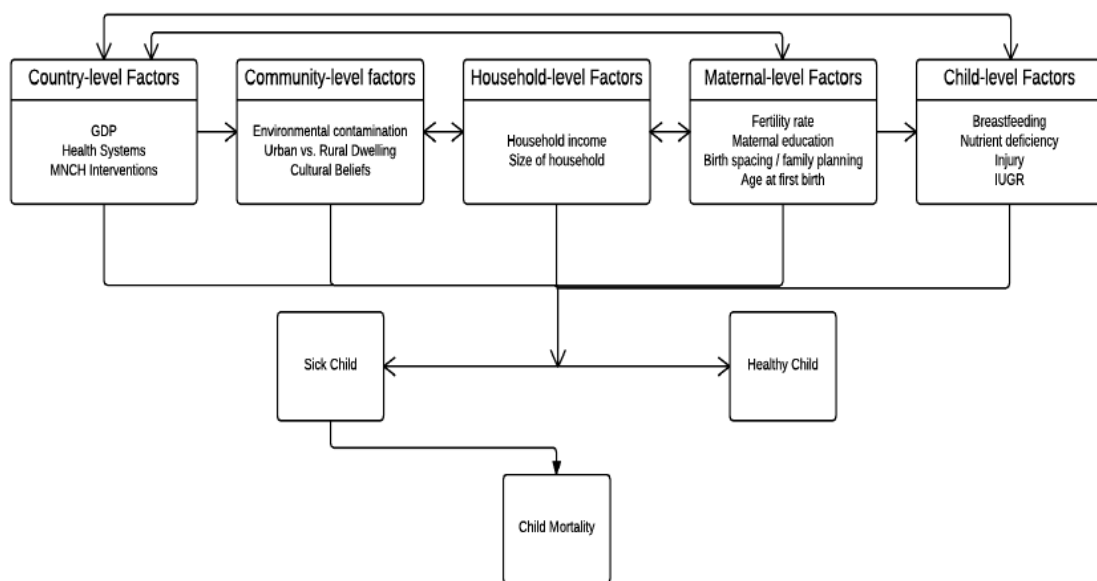 Country-level Factors
GDP
Health Systems
MNCH Interventions
Community-level factors
Environmental contamination
Urban vs. Rural Dwelling
Cultural Beliefs
Household-level Factors
Household income
Size of household
Maternal-level Factors
Fertility rate
Maternal education
Birth spacing / family planning
Age at first birth
Child-level Factors
Breastfeeding
Nutrient deficiency
Injury
IUGR
Sick Child
Healthy Child
Child Mortality